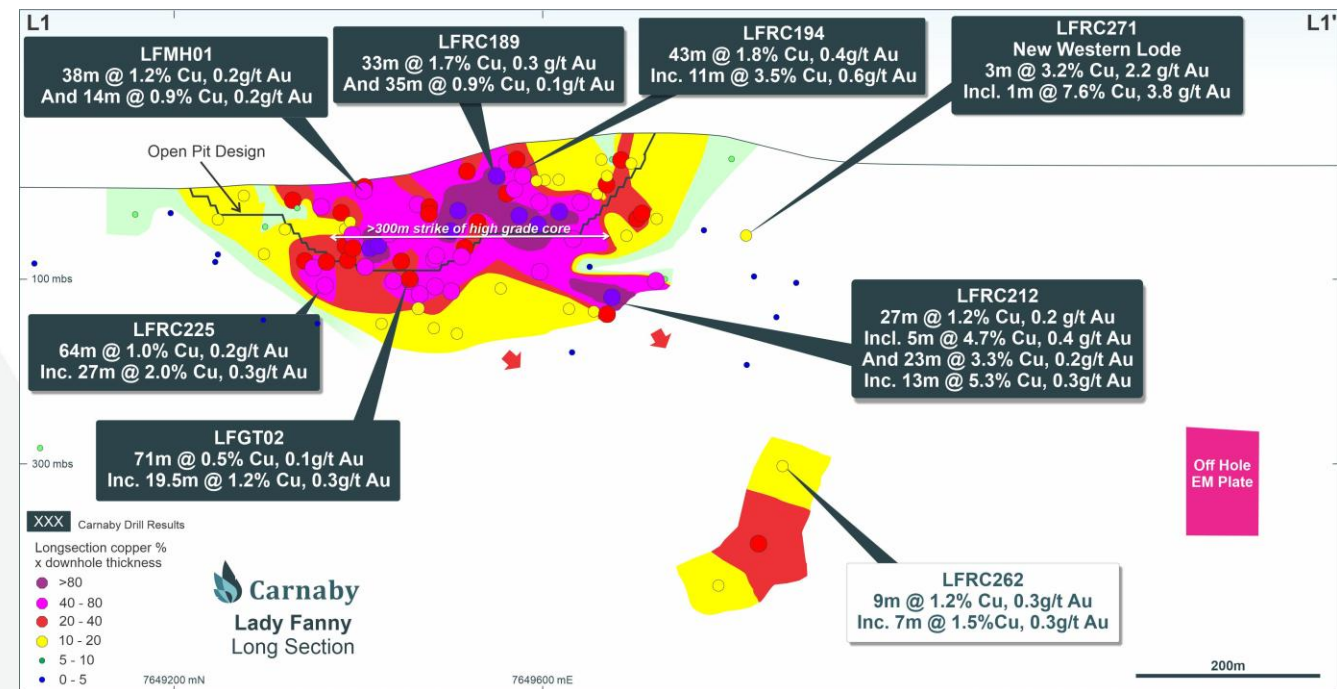 L1
L1'
LFMH01
38m @ 1.2% Cu, 0.2g/t Au
And 14m @ 0.9% Cu, 0.2g/t Au
LFRC189
33m @ 1.7% Cu, 0.3 g/t Au
And 35m @ 0.9% Cu, 0.1g/t Au
LFRC194
43m @ 1.8% Cu, 0.4g/t Au
Inc. 11m @ 3.5% Cu, 0.6g/t Au
LFRC271
New Western Lode
3m @ 3.2% Cu, 2.2 g/t Au
Incl. 1m @ 7.6% Cu, 3.8 g/t Au
Open Pit Design
>300m strike of high grade core
100 mbs
LFRC225
64m @ 1.0% Cu, 0.2g/t Au
Inc. 27m @ 2.0% Cu, 0.3g/t Au
LFRC212
27m @ 1.2% Cu, 0.2 g/t Au
Incl. 5m @ 4.7% Cu, 0.4 g/t Au
And 23m @ 3.3% Cu, 0.2g/t Au
Inc. 13m @ 5.3% Cu, 0.3g/t Au
LFGT02
71m @ 0.5% Cu, 0.1g/t Au
Inc. 19.5m @ 1.2% Cu, 0.3g/t Au
300 mbs
Off Hole
EM Plate
XXX Carnaby Drill Results
Longsection copper %
x downhole thickness
>80
40 - 80
20 - 40
10 - 20
5 - 10
0 - 5
Carnaby
Lady Fanny
Long Section
LFRC262
9m @ 1.2% Cu, 0.3g/t Au
Inc. 7m @ 1.5%Cu, 0.3g/t Au
7649200 mN
7649600 mE
200m